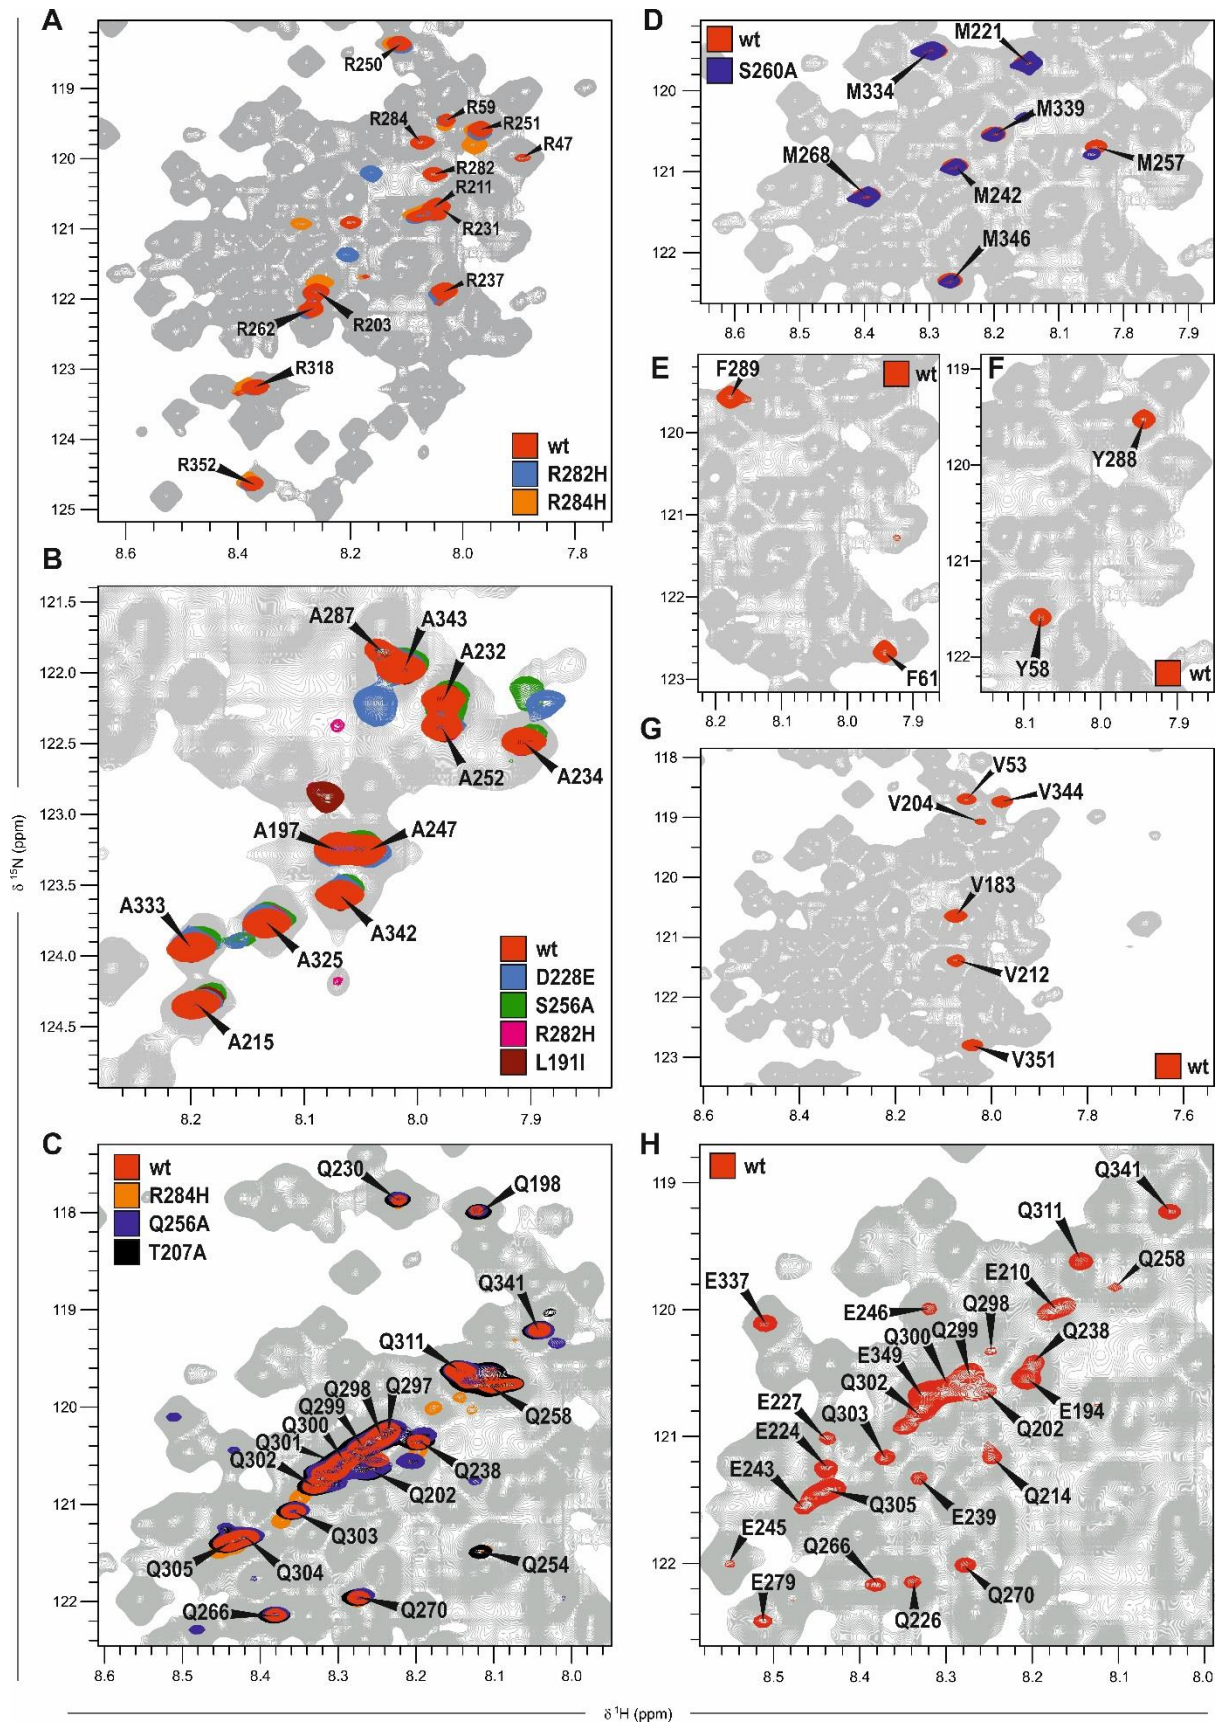 A
119
120
121
122
123
124
125
8.6
8.4
8.2
8.0
7.8
R250
R59
R284
R251
R47
R282
R211
R231
R237
R262
R203
R318
R352
wt
R282H
R284H
B
121.5
122.0
122.5
123.0
123.5
124.0
124.5
8.2
8.1
8.0
7.9
A287
A343
A232
A252
A234
A197
A247
A333
A342
A325
A215
wt
D228E
S256A
R282H
L191I
C
118
119
120
121
122
8.6
8.5
8.4
8.3
8.2
8.1
8.0
wt
R284H
Q256A
T207A
Q230
Q198
Q341
Q311
Q298
Q297
Q299
Q300
Q301
Q302
Q258
Q238
Q202
Q303
Q305
Q304
Q254
Q266
Q270
D
wt
S260A
120
121
122
8.6
8.5
8.4
8.3
8.2
8.1
7.8
7.9
M221
M334
M339
M268
M242
M257
M346
E
wt
F289
F61
120
121
122
123
8.2
8.1
8.0
7.9
F
119
120
121
122
8.1
8.0
7.9
Y288
Y58
wt
G
118
119
120
121
122
123
8.6
8.4
8.2
8.0
7.8
7.6
V53
V204
V344
V183
V212
V351
wt
H
wt
119
120
121
122
8.5
8.4
8.3
8.2
8.1
8.0
Q341
Q311
Q258
E210
E337
E246
Q298
Q299
Q300
Q238
E349
Q302
E227
Q303
Q202
E194
E224
E243
Q305
E239
Q214
E245
Q266
E279
Q226
Q270
δ ¹⁵N (ppm)
δ ¹H (ppm)